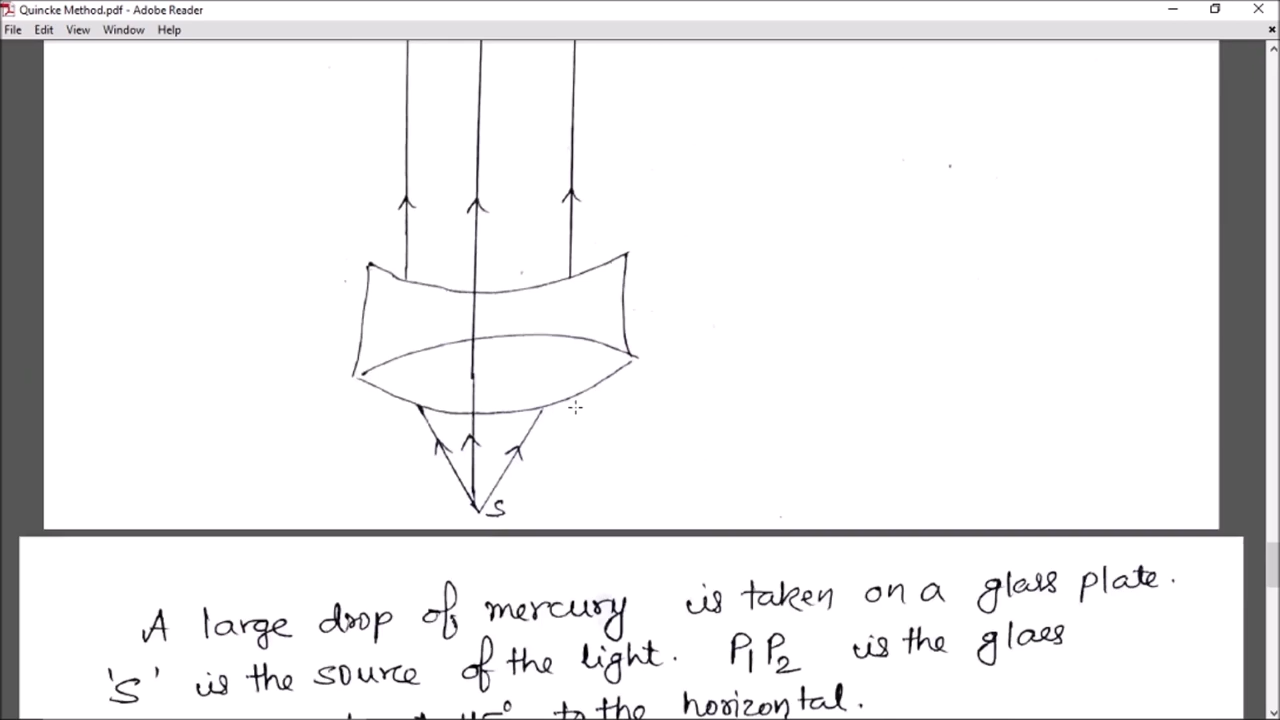 Quincke Method.pdf - Adobe Reader
File Edit View Window Help
S
A large drop of mercury is taken on a glass plate.
'S' is the source of the light. P₁P₂ is the glass
45° to the horizontal.